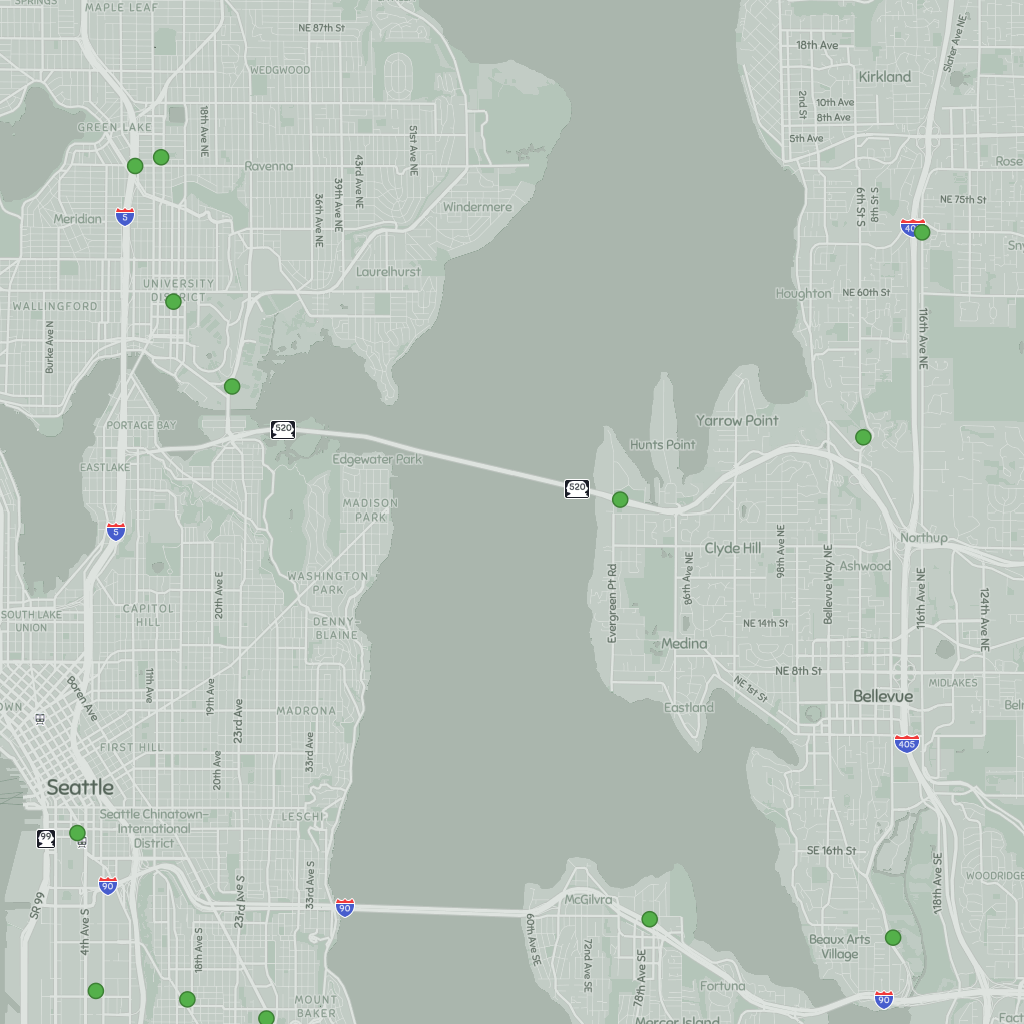 MAPLE LEAF
NE 87th St
WEDGWOOD
18th Ave
Slater Ave NE
Kirkland
2nd St
10th Ave
8th Ave
GREEN LAKE
18th Ave NE
51st Ave NE
5th Ave
Ravenna
43rd Ave NE
Rose
39th Ave NE
36th Ave NE
6th St S
8th St S
NE 75th St
Windermere
Meridian
5
405
Laurelhurst
UNIVERSITY
DISTRICT
Houghton
NE 60th St
WALLINGFORD
Burke Ave N
116th Ave NE
PORTAGE BAY
520
Yarrow Point
Hunts Point
Edgewater Park
EASTLAKE
520
MADISON
PARK
5
Northup
Clyde Hill
98th Ave NE
Bellevue Way NE
Ashwood
86th Ave NE
WASHINGTON
PARK
20th Ave E
Evergreen Pt Rd
116th Ave NE
124th Ave NE
CAPITOL
HILL
SOUTH LAKE
UNION
DENNY-
BLAINE
NE 14th St
Medina
NE 8th St
11th Ave
Boren Ave
19th Ave
23rd Ave
NE 1st St
MIDLAKES
Bellevue
Eastland
MADRONA
FIRST HILL
33rd Ave
20th Ave
405
Seattle
LESCHI
Seattle Chinatown-
International
District
99
SE 16th St
90
SR 99
23rd Ave S
33rd Ave S
118th Ave SE
WOODRIDGE
McGilvra
90
4th Ave S
18th Ave S
60th Ave SE
72nd Ave SE
78th Ave SE
Beaux Arts
Village
Fortuna
90
MOUNT
BAKER
Mercer Island